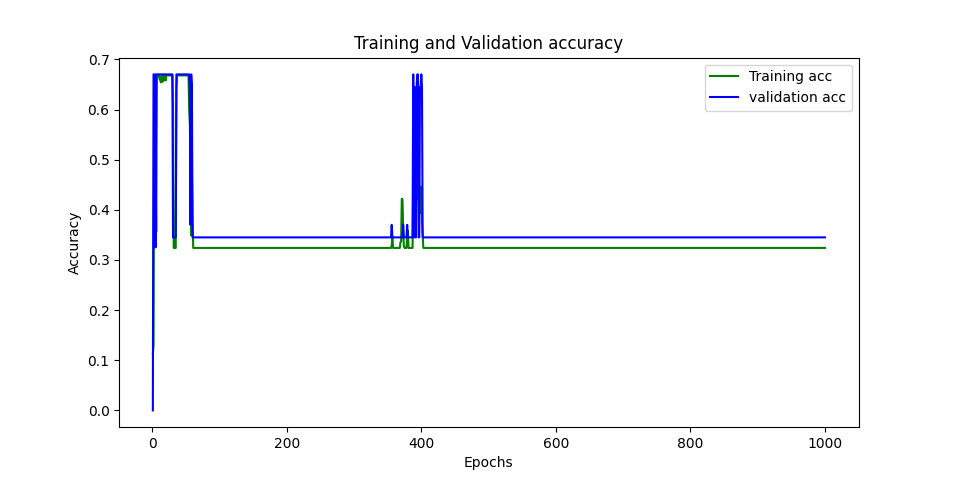 Training and Validation accuracy
0.7
0.6
0.5
0.4
0.3
0.2
0.1
0.0
Accuracy
Training acc
validation acc
0 200 400 600 800 1000
Epochs